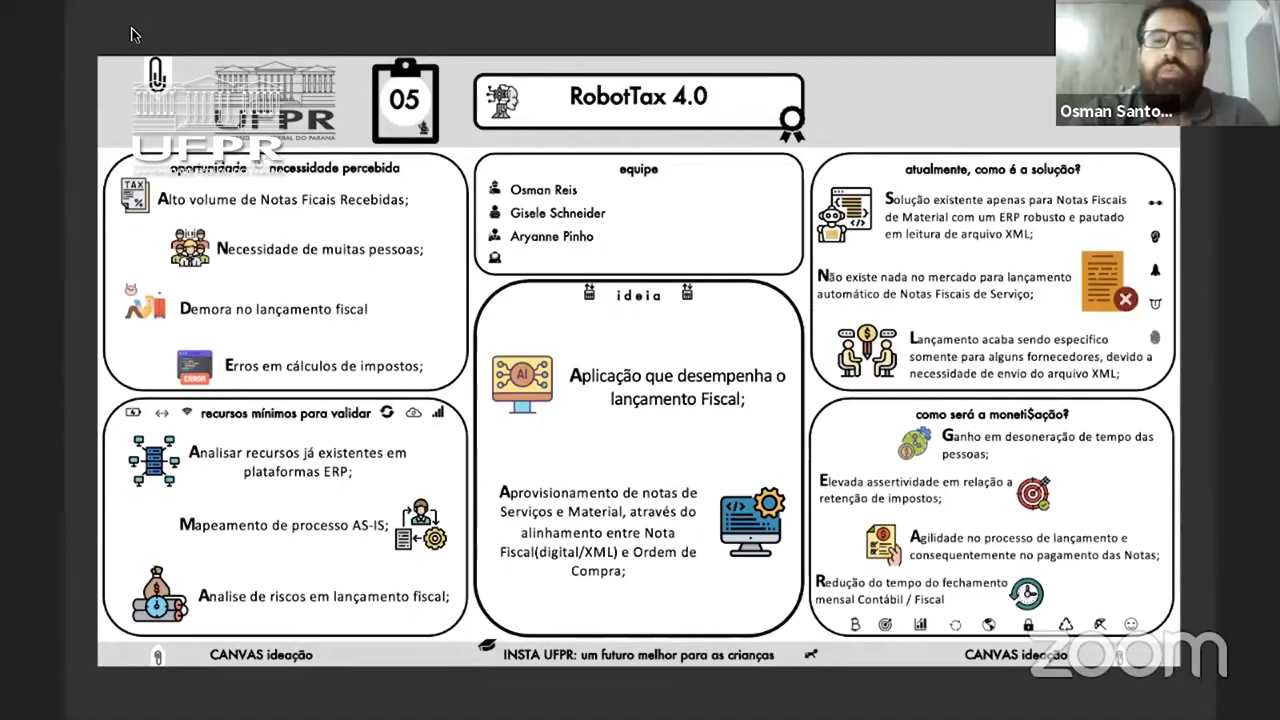 Osman Santo...
UFPR
UNIVERSIDADE FEDERAL DO PARANÁ
UFPR
05
RobotTax 4.0
necessidade percebida
TAX
Alto volume de Notas Ficais Recebidas;
Necessidade de muitas pessoas;
Demora no lançamento fiscal
ERROR
Erros em cálculos de impostos;
equipe
Osman Reis
Gisele Schneider
Aryanne Pinho
atualmente, como é a solução?
Solução existente apenas para Notas Fiscais
de Material com um ERP robusto e pautado
em leitura de arquivo XML;
Não existe nada no mercado para lançamento
automático de Notas Fiscais de Serviço;
Lançamento acaba sendo especifico
somente para alguns fornecedores, devido a
necessidade de envio do arquivo XML;
ideia
AI
Aplicação que desempenha o
lançamento Fiscal;
Aprovisionamento de notas de
Serviços e Material, através do
alinhamento entre Nota
Fiscal(digital/XML) e Ordem de
Compra;
recursos mínimos para validar
Analisar recursos já existentes em
plataformas ERP;
Mapeamento de processo AS-IS;
Analise de riscos em lançamento fiscal;
como será a moneti$ação?
Ganho em desoneração de tempo das
pessoas;
Elevada assertividade em relação a
retenção de impostos;
Agilidade no processo de lançamento e
consequentemente no pagamento das Notas;
Redução do tempo do fechamento
mensal Contábil / Fiscal
CANVAS ideação
INSTA UFPR: um futuro melhor para as crianças
CANVAS ideação
zoom